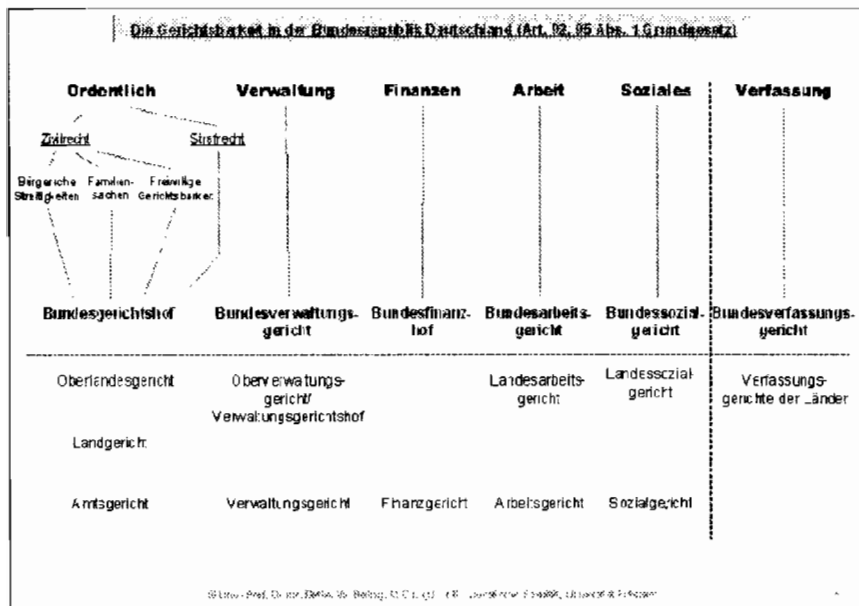 Die Gerichtsbarkeit in der Bundesrepublik Deutschland (Art. 92, 95 Abs. 1 Grundgesetz)
Ordentlich Verwaltung Finanzen Arbeit Soziales Verfassung
Zivilrecht Strafrecht
Bürgerliche Familien- Freiwillige
Streitigkeiten sachen Gerichtsbarkeit
Bundesgerichtshof Bundesverwaltungs- Bundesfinanz- Bundesarbeits- Bundessozial- Bundesverfassungs-
gericht hof gericht gericht gericht
Oberlandesgericht Oberverwaltungs- Landesarbeits- Landessozial- Verfassungs-
gericht/ gericht gericht gerichte der Länder
Verwaltungsgerichtshof
Landgericht
Amtsgericht Verwaltungsgericht Finanzgericht Arbeitsgericht Sozialgericht